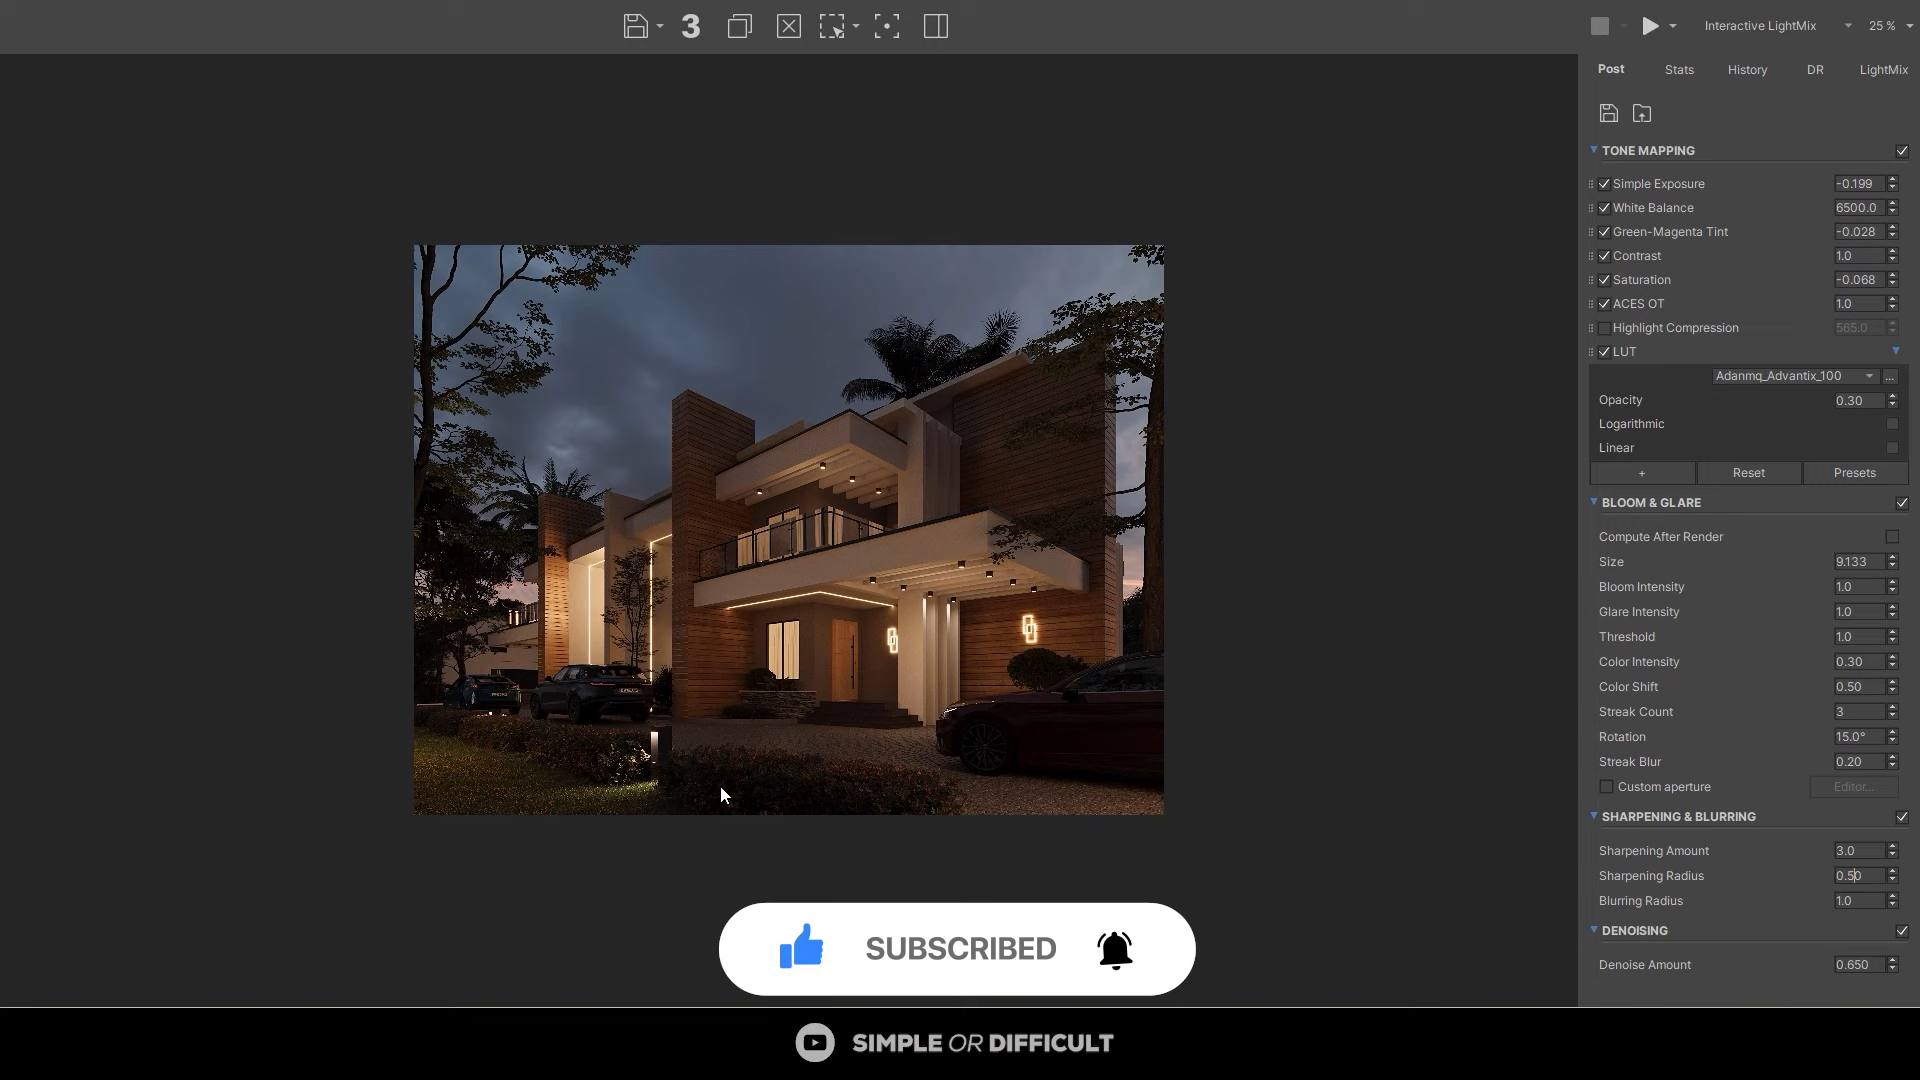 3
Interactive LightMix 25 %
Post Stats History DR LightMix
TONE MAPPING
Simple Exposure -0.199
White Balance 6500.0
Green-Magenta Tint -0.028
Contrast 1.0
Saturation -0.068
ACES OT 1.0
Highlight Compression 565.0
LUT
Adanmq_Advantix_100 ...
Opacity 0.30
Logarithmic
Linear
+ Reset Presets
BLOOM & GLARE
Compute After Render
Size 9.133
Bloom Intensity 1.0
Glare Intensity 1.0
Threshold 1.0
Color Intensity 0.30
Color Shift 0.50
Streak Count 3
Rotation 15.0°
Streak Blur 0.20
Custom aperture Editor...
SHARPENING & BLURRING
Sharpening Amount 3.0
Sharpening Radius 0.50
Blurring Radius 1.0
DENOISING
Denoise Amount 0.650
SUBSCRIBED
SIMPLE OR DIFFICULT